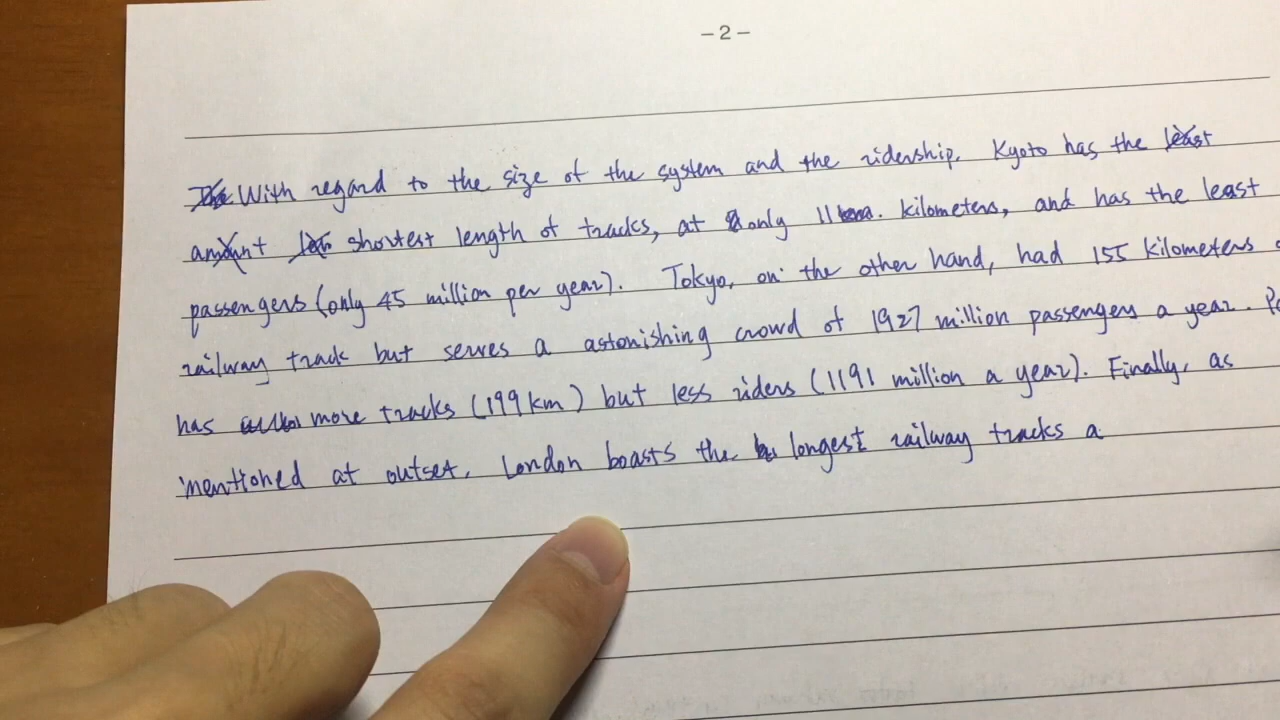 -2-
With regard to the size of the system and the ridership, Kyoto has the least
amount shortest length of tracks, at only 11 kilometers, and has the least
passengers (only 45 million per year). Tokyo, on the other hand, had 155 kilometers
railway track but serves a astonishing crowd of 1927 million passengers a year.
has more tracks (199 km) but less riders (1191 million a year). Finally, as
mentioned at outset, London boasts the longest railway tracks a